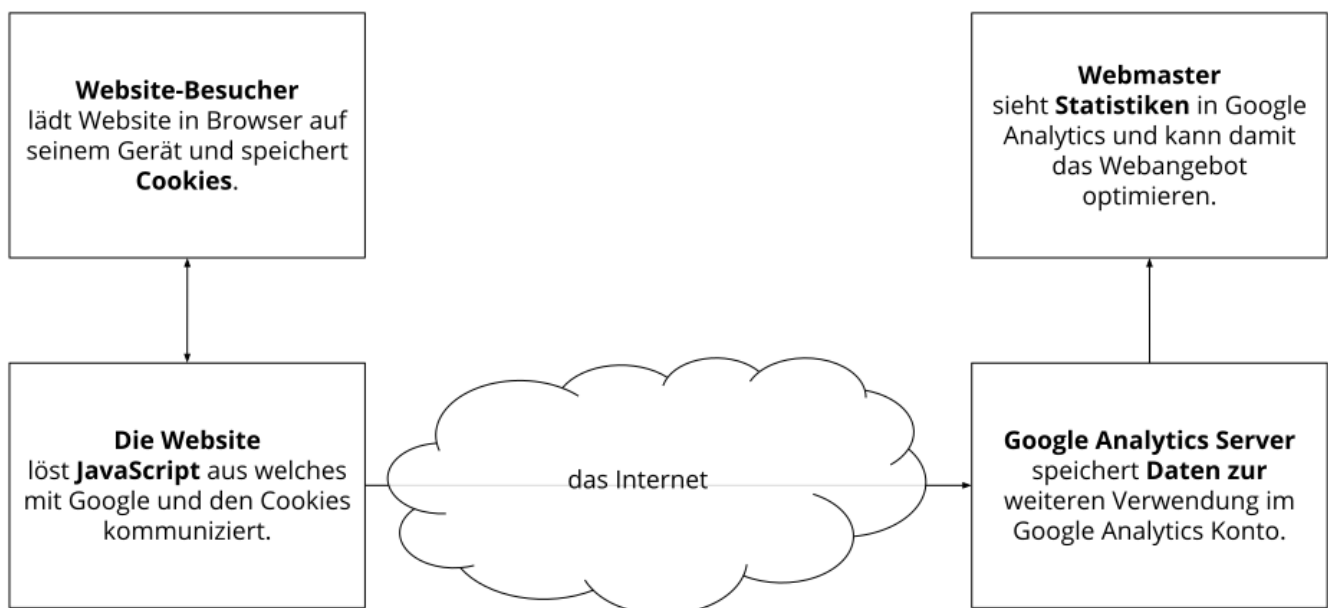 Website-Besucher
lädt Website in Browser auf
seinem Gerät und speichert
Cookies.
Webmaster
sieht Statistiken in Google
Analytics und kann damit
das Webangebot
optimieren.
Die Website
löst JavaScript aus welches
mit Google und den Cookies
kommuniziert.
das Internet
Google Analytics Server
speichert Daten zur
weiteren Verwendung im
Google Analytics Konto.